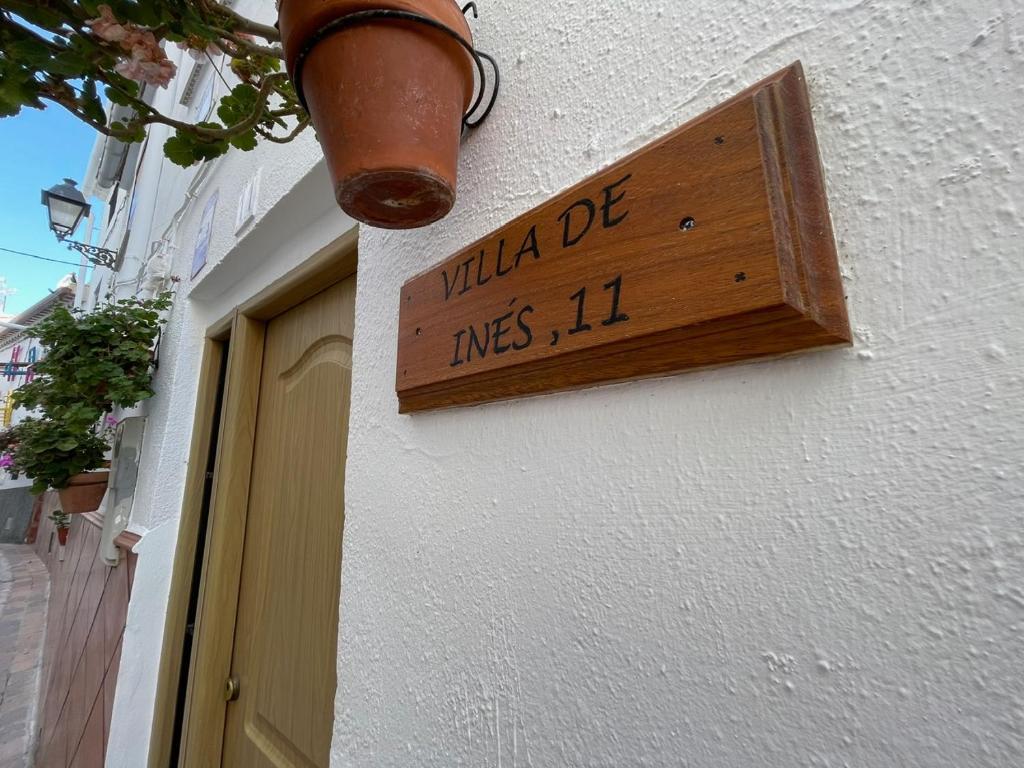 VILLA DE
INÉS ,11